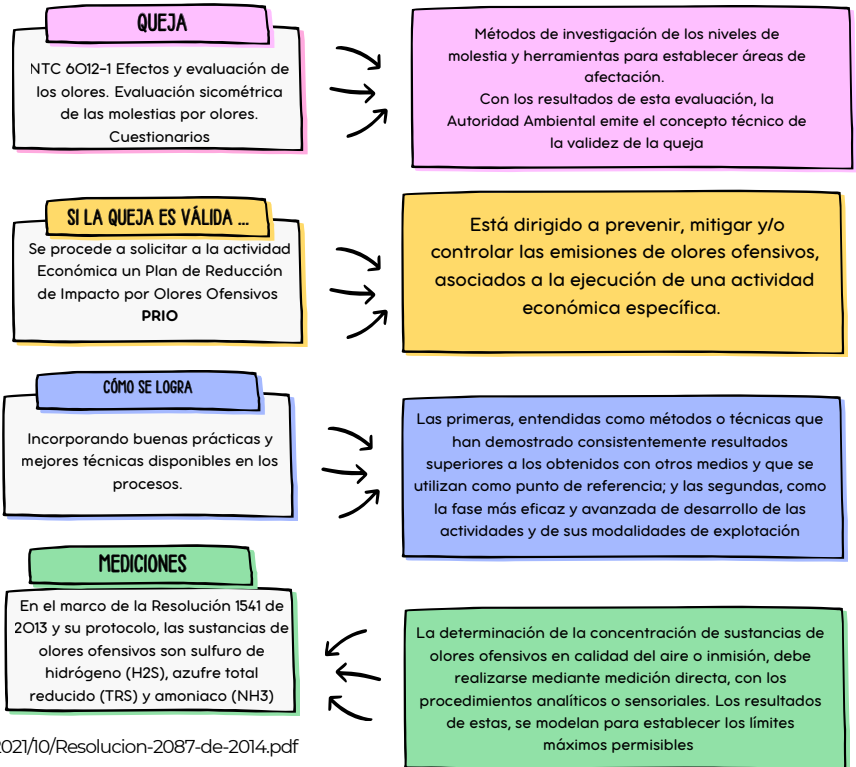 QUEJA
NTC 6012-1 Efectos y evaluación de
los olores. Evaluación sicométrica
de las molestias por olores.
Cuestionarios
Métodos de investigación de los niveles de
molestia y herramientas para establecer áreas de
afectación.
Con los resultados de esta evaluación, la
Autoridad Ambiental emite el concepto técnico de
la validez de la queja
SI LA QUEJA ES VÁLIDA ...
Se procede a solicitar a la actividad
Económica un Plan de Reducción
de Impacto por Olores Ofensivos
PRIO
Está dirigido a prevenir, mitigar y/o
controlar las emisiones de olores ofensivos,
asociados a la ejecución de una actividad
económica específica.
CÓMO SE LOGRA
Incorporando buenas prácticas y
mejores técnicas disponibles en los
procesos.
Las primeras, entendidas como métodos o técnicas que
han demostrado consistentemente resultados
superiores a los obtenidos con otros medios y que se
utilizan como punto de referencia; y las segundas, como
la fase más eficaz y avanzada de desarrollo de las
actividades y de sus modalidades de explotación
MEDICIONES
En el marco de la Resolución 1541 de
2013 y su protocolo, las sustancias de
olores ofensivos son sulfuro de
hidrógeno (H2S), azufre total
reducido (TRS) y amoniaco (NH3)
La determinación de la concentración de sustancias de
olores ofensivos en calidad del aire o inmisión, debe
realizarse mediante medición directa, con los
procedimientos analíticos o sensoriales. Los resultados
de estas, se modelan para establecer los límites
máximos permisibles
2021/10/Resolucion-2087-de-2014.pdf